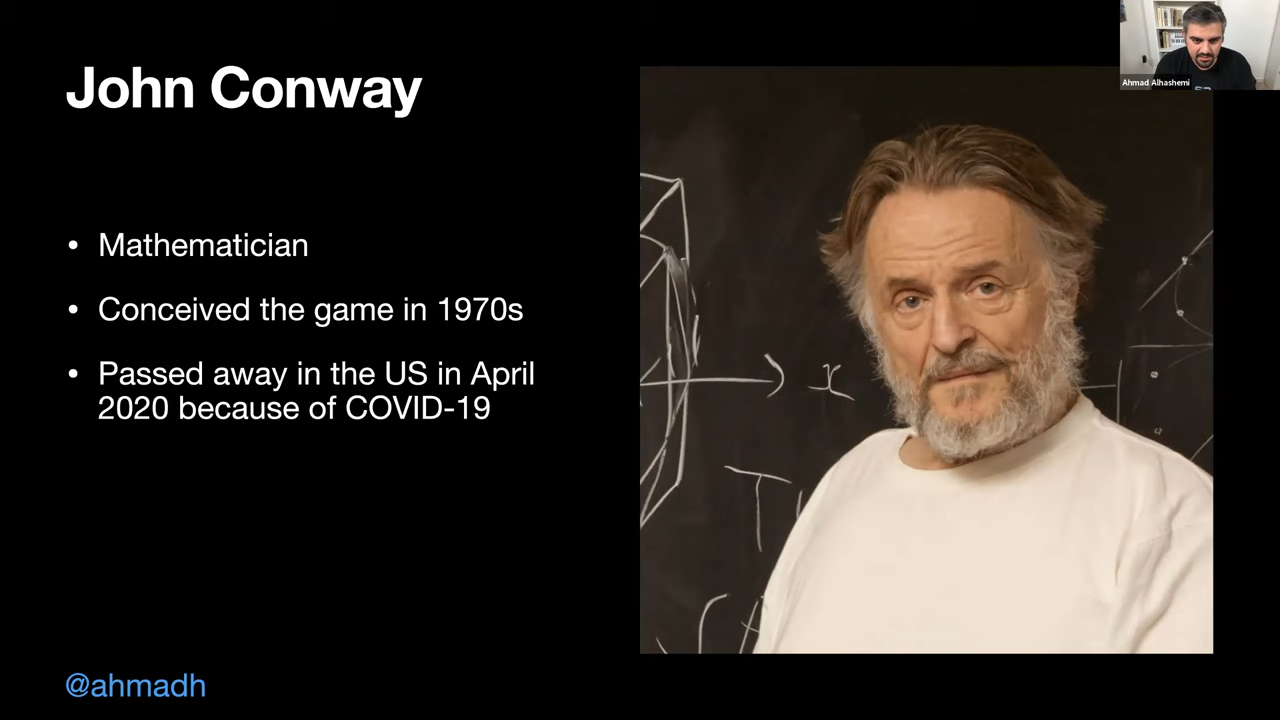 John Conway
• Mathematician
• Conceived the game in 1970s
• Passed away in the US in April
2020 because of COVID-19
@ahmadh
x
Ahmad Alhashemi